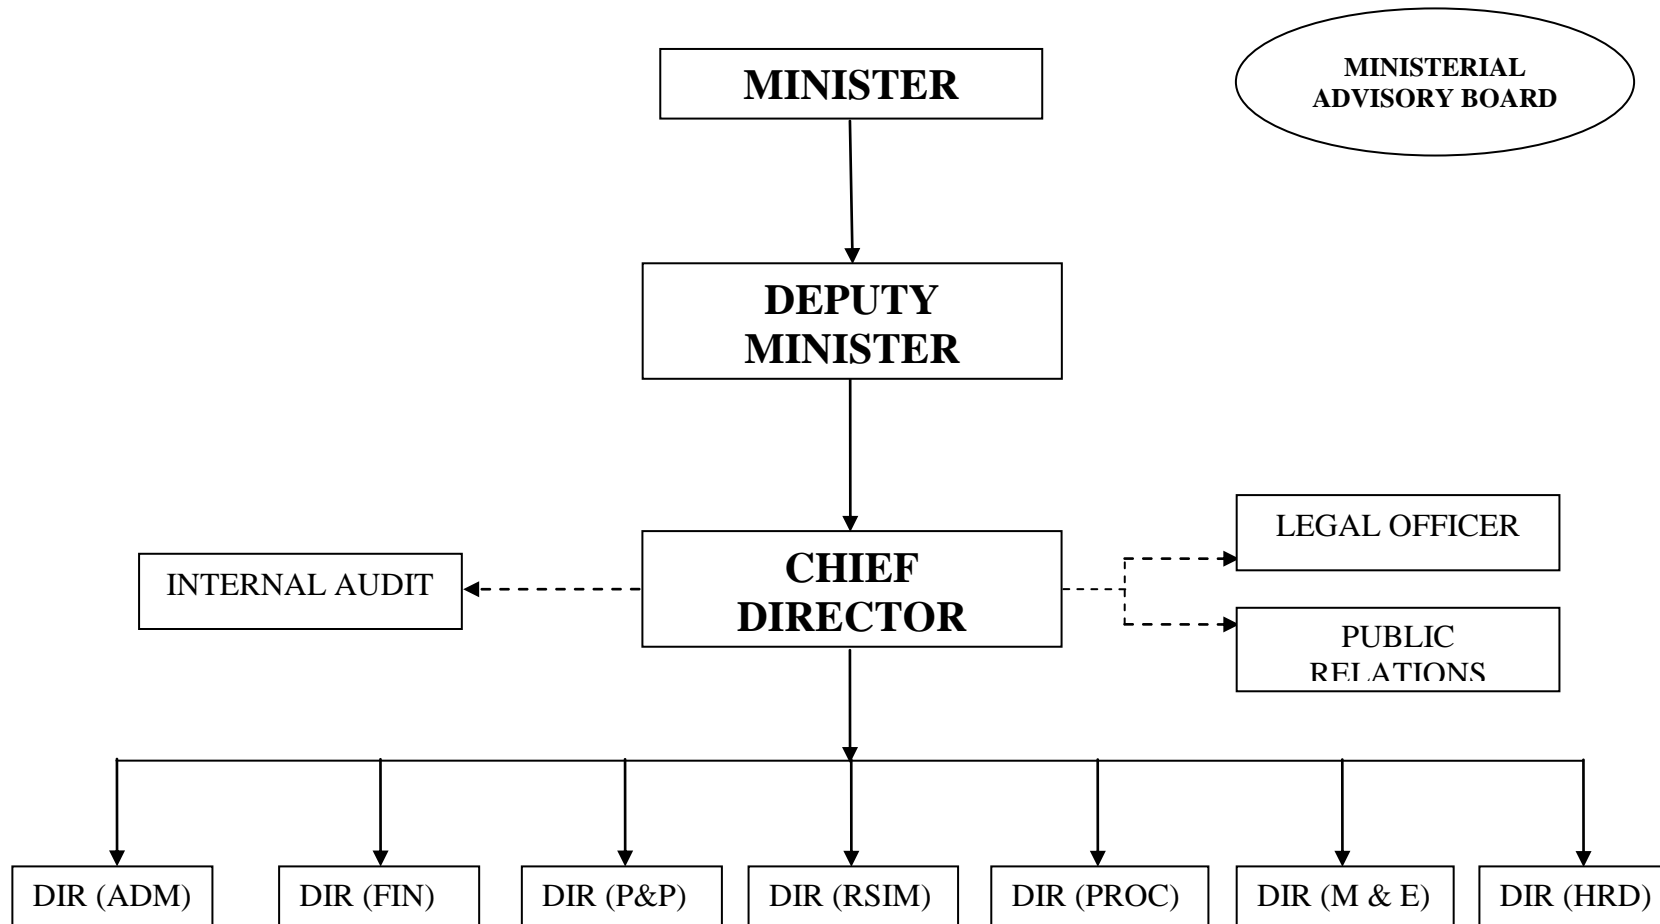 MINISTER
MINISTERIAL
ADVISORY BOARD
DEPUTY
MINISTER
CHIEF
DIRECTOR
INTERNAL AUDIT
LEGAL OFFICER
PUBLIC
RELATIONS
DIR (ADM)
DIR (FIN)
DIR (P&P)
DIR (RSIM)
DIR (PROC)
DIR (M & E)
DIR (HRD)